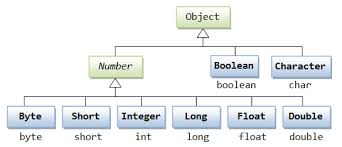 Object
Number Boolean Character
boolean char
Byte Short Integer Long Float Double
byte short int long float double